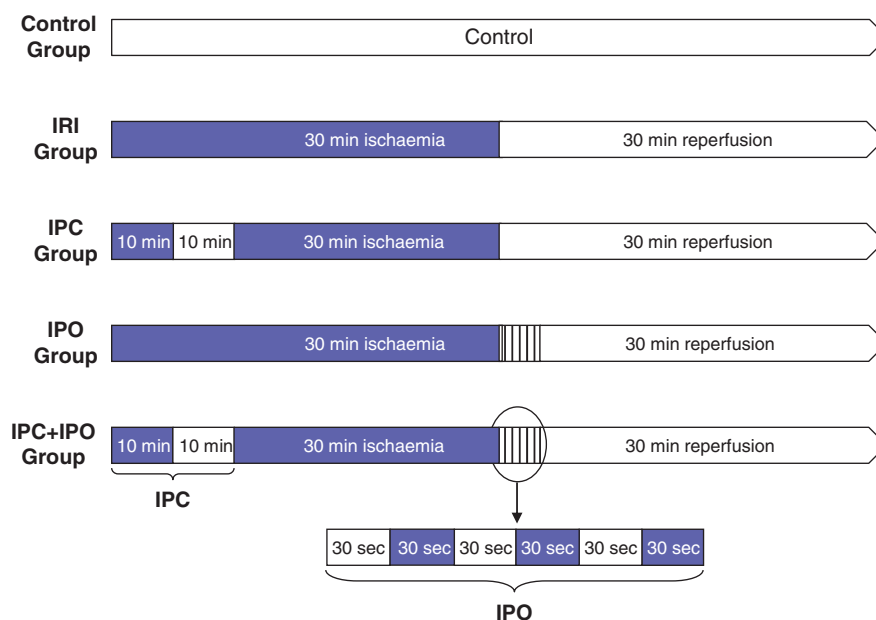 Control
Group
Control
IRI
Group
30 min ischaemia
30 min reperfusion
IPC
Group
10 min
10 min
30 min ischaemia
30 min reperfusion
IPO
Group
30 min ischaemia
30 min reperfusion
IPC+IPO
Group
10 min
10 min
30 min ischaemia
30 min reperfusion
IPC
30 sec
30 sec
30 sec
30 sec
30 sec
30 sec
IPO